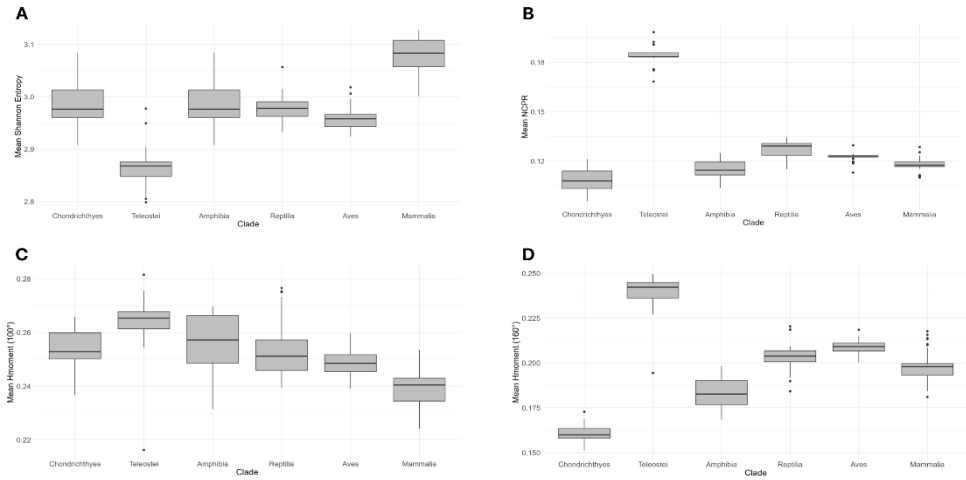 A
Mean Shannon Entropy
3.1
3.0
2.9
2.8
Chondrichthyes Teleostei Amphibia Reptilia Aves Mammalia
Clade
B
Mean NCPR
0.18
0.15
0.12
Chondrichthyes Teleostei Amphibia Reptilia Aves Mammalia
Clade
C
Mean Hmoment (100°)
0.28
0.26
0.24
0.22
Chondrichthyes Teleostei Amphibia Reptilia Aves Mammalia
Clade
D
Mean Hmoment (160°)
0.250
0.225
0.200
0.175
0.150
Chondrichthyes Teleostei Amphibia Reptilia Aves Mammalia
Clade